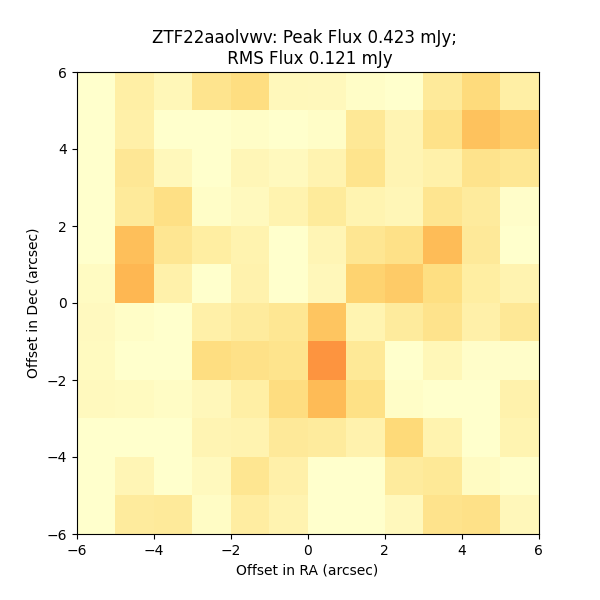 ZTF22aaolvwv: Peak Flux 0.423 mJy;
RMS Flux 0.121 mJy
6
4
2
0
−2
−4
−6
Offset in Dec (arcsec)
−6 −4 −2 0 2 4 6
Offset in RA (arcsec)